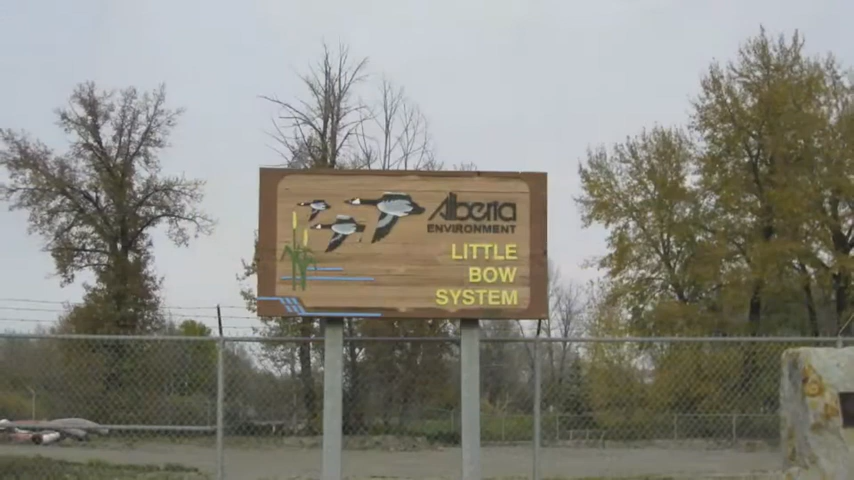 Alberta
ENVIRONMENT
LITTLE
BOW
SYSTEM